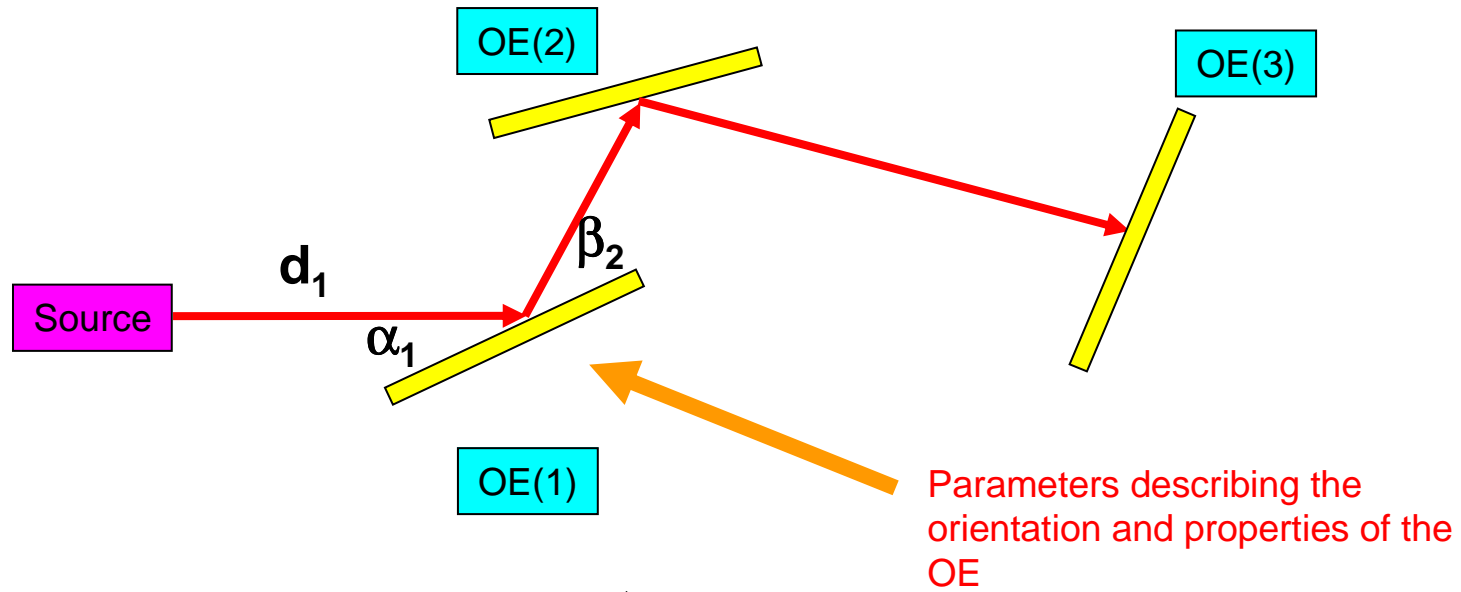 OE(2)
OE(3)
d₁
β₂
Source
α₁
OE(1)
Parameters describing the
orientation and properties of the
OE